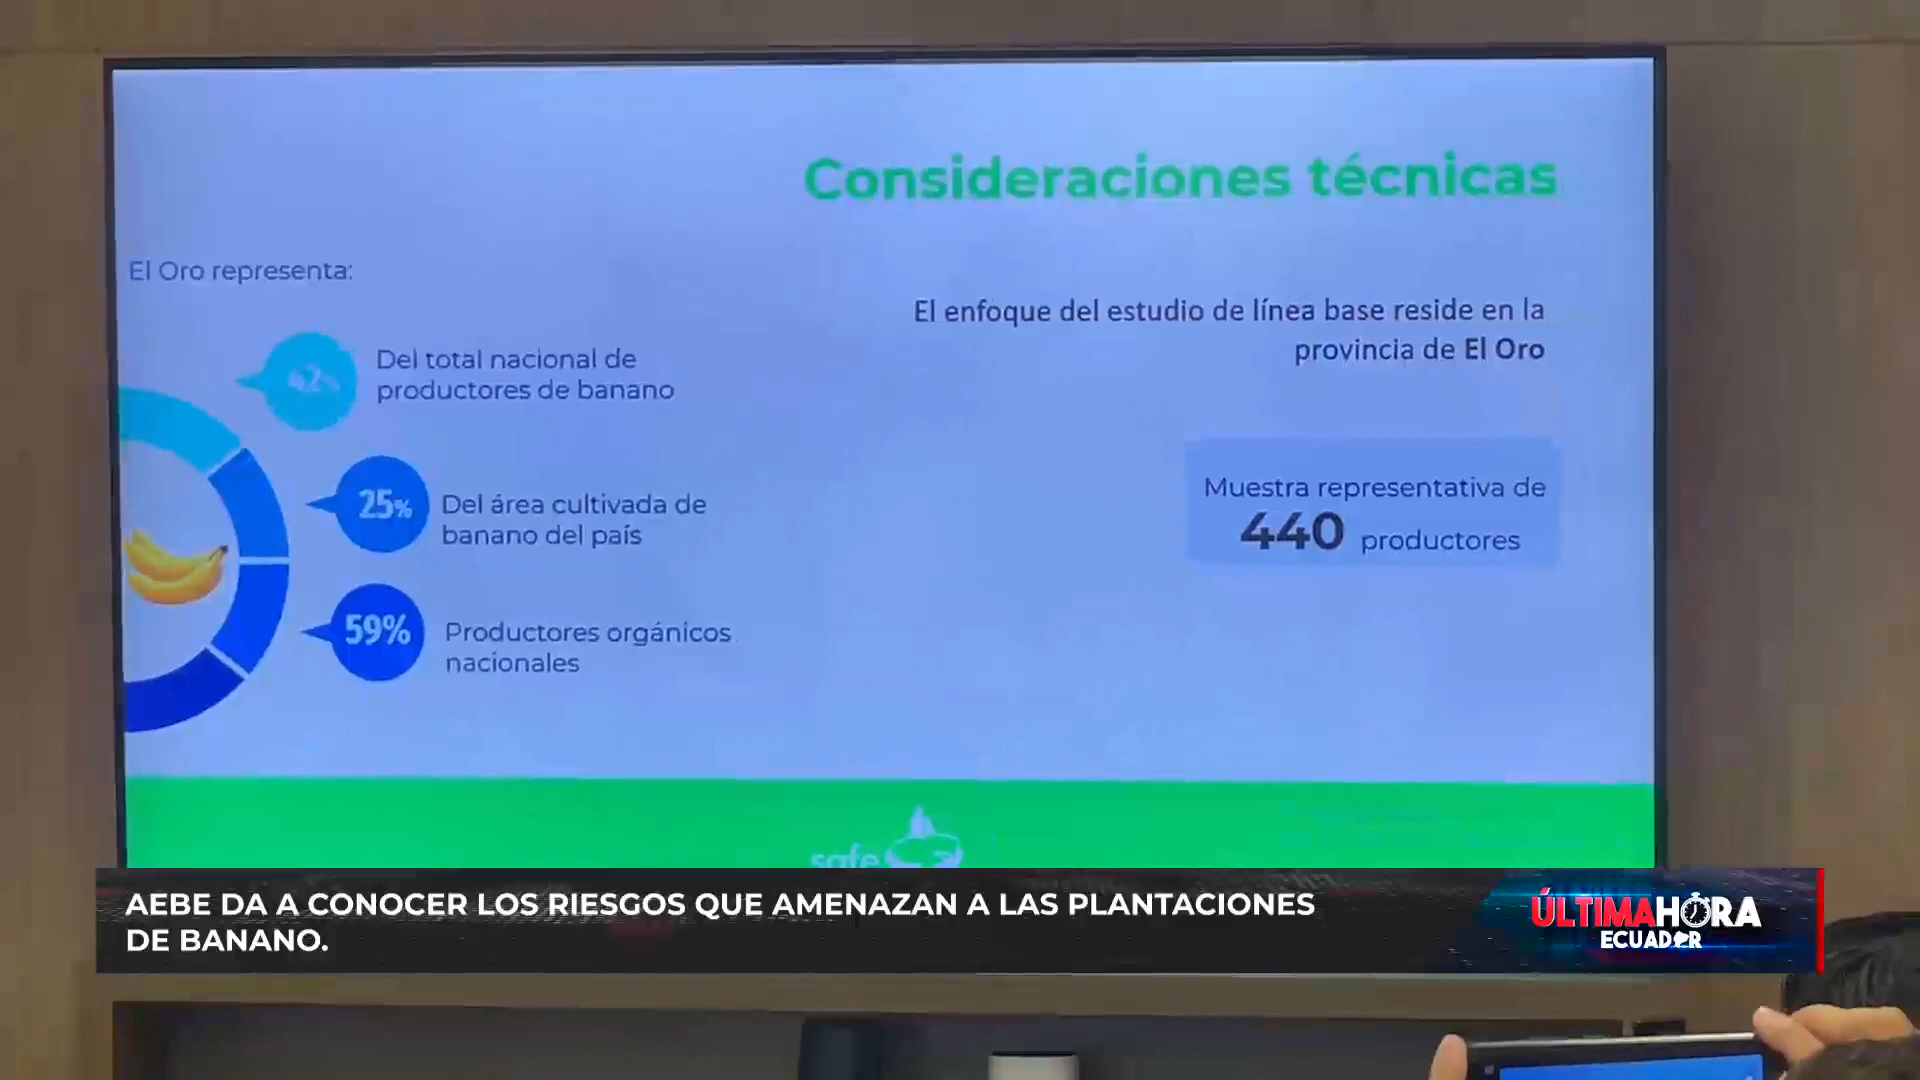 Consideraciones técnicas
El Oro representa:
42%
Del total nacional de
productores de banano
25%
Del área cultivada de
banano del país
59%
Productores orgánicos
nacionales
El enfoque del estudio de línea base reside en la
provincia de El Oro
Muestra representativa de
440 productores
safe
AEBE DA A CONOCER LOS RIESGOS QUE AMENAZAN A LAS PLANTACIONES
DE BANANO.
ÚLTIMAHORA
ECUADOR